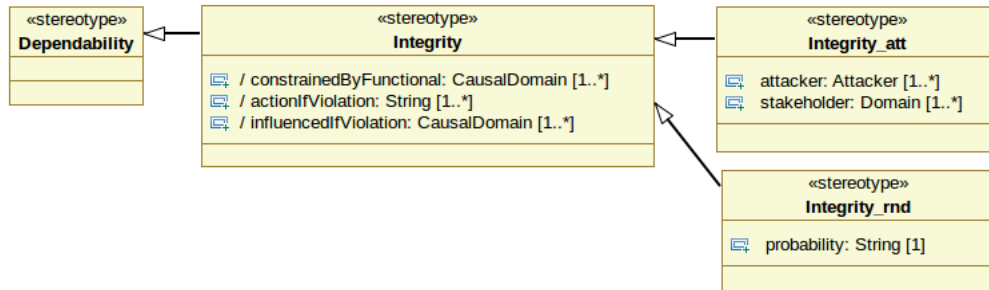 «stereotype»
Dependability
«stereotype»
Integrity
/ constrainedByFunctional: CausalDomain [1..*]
/ actionIfViolation: String [1..*]
/ influencedIfViolation: CausalDomain [1..*]
«stereotype»
Integrity_att
attacker: Attacker [1..*]
stakeholder: Domain [1..*]
«stereotype»
Integrity_rnd
probability: String [1]